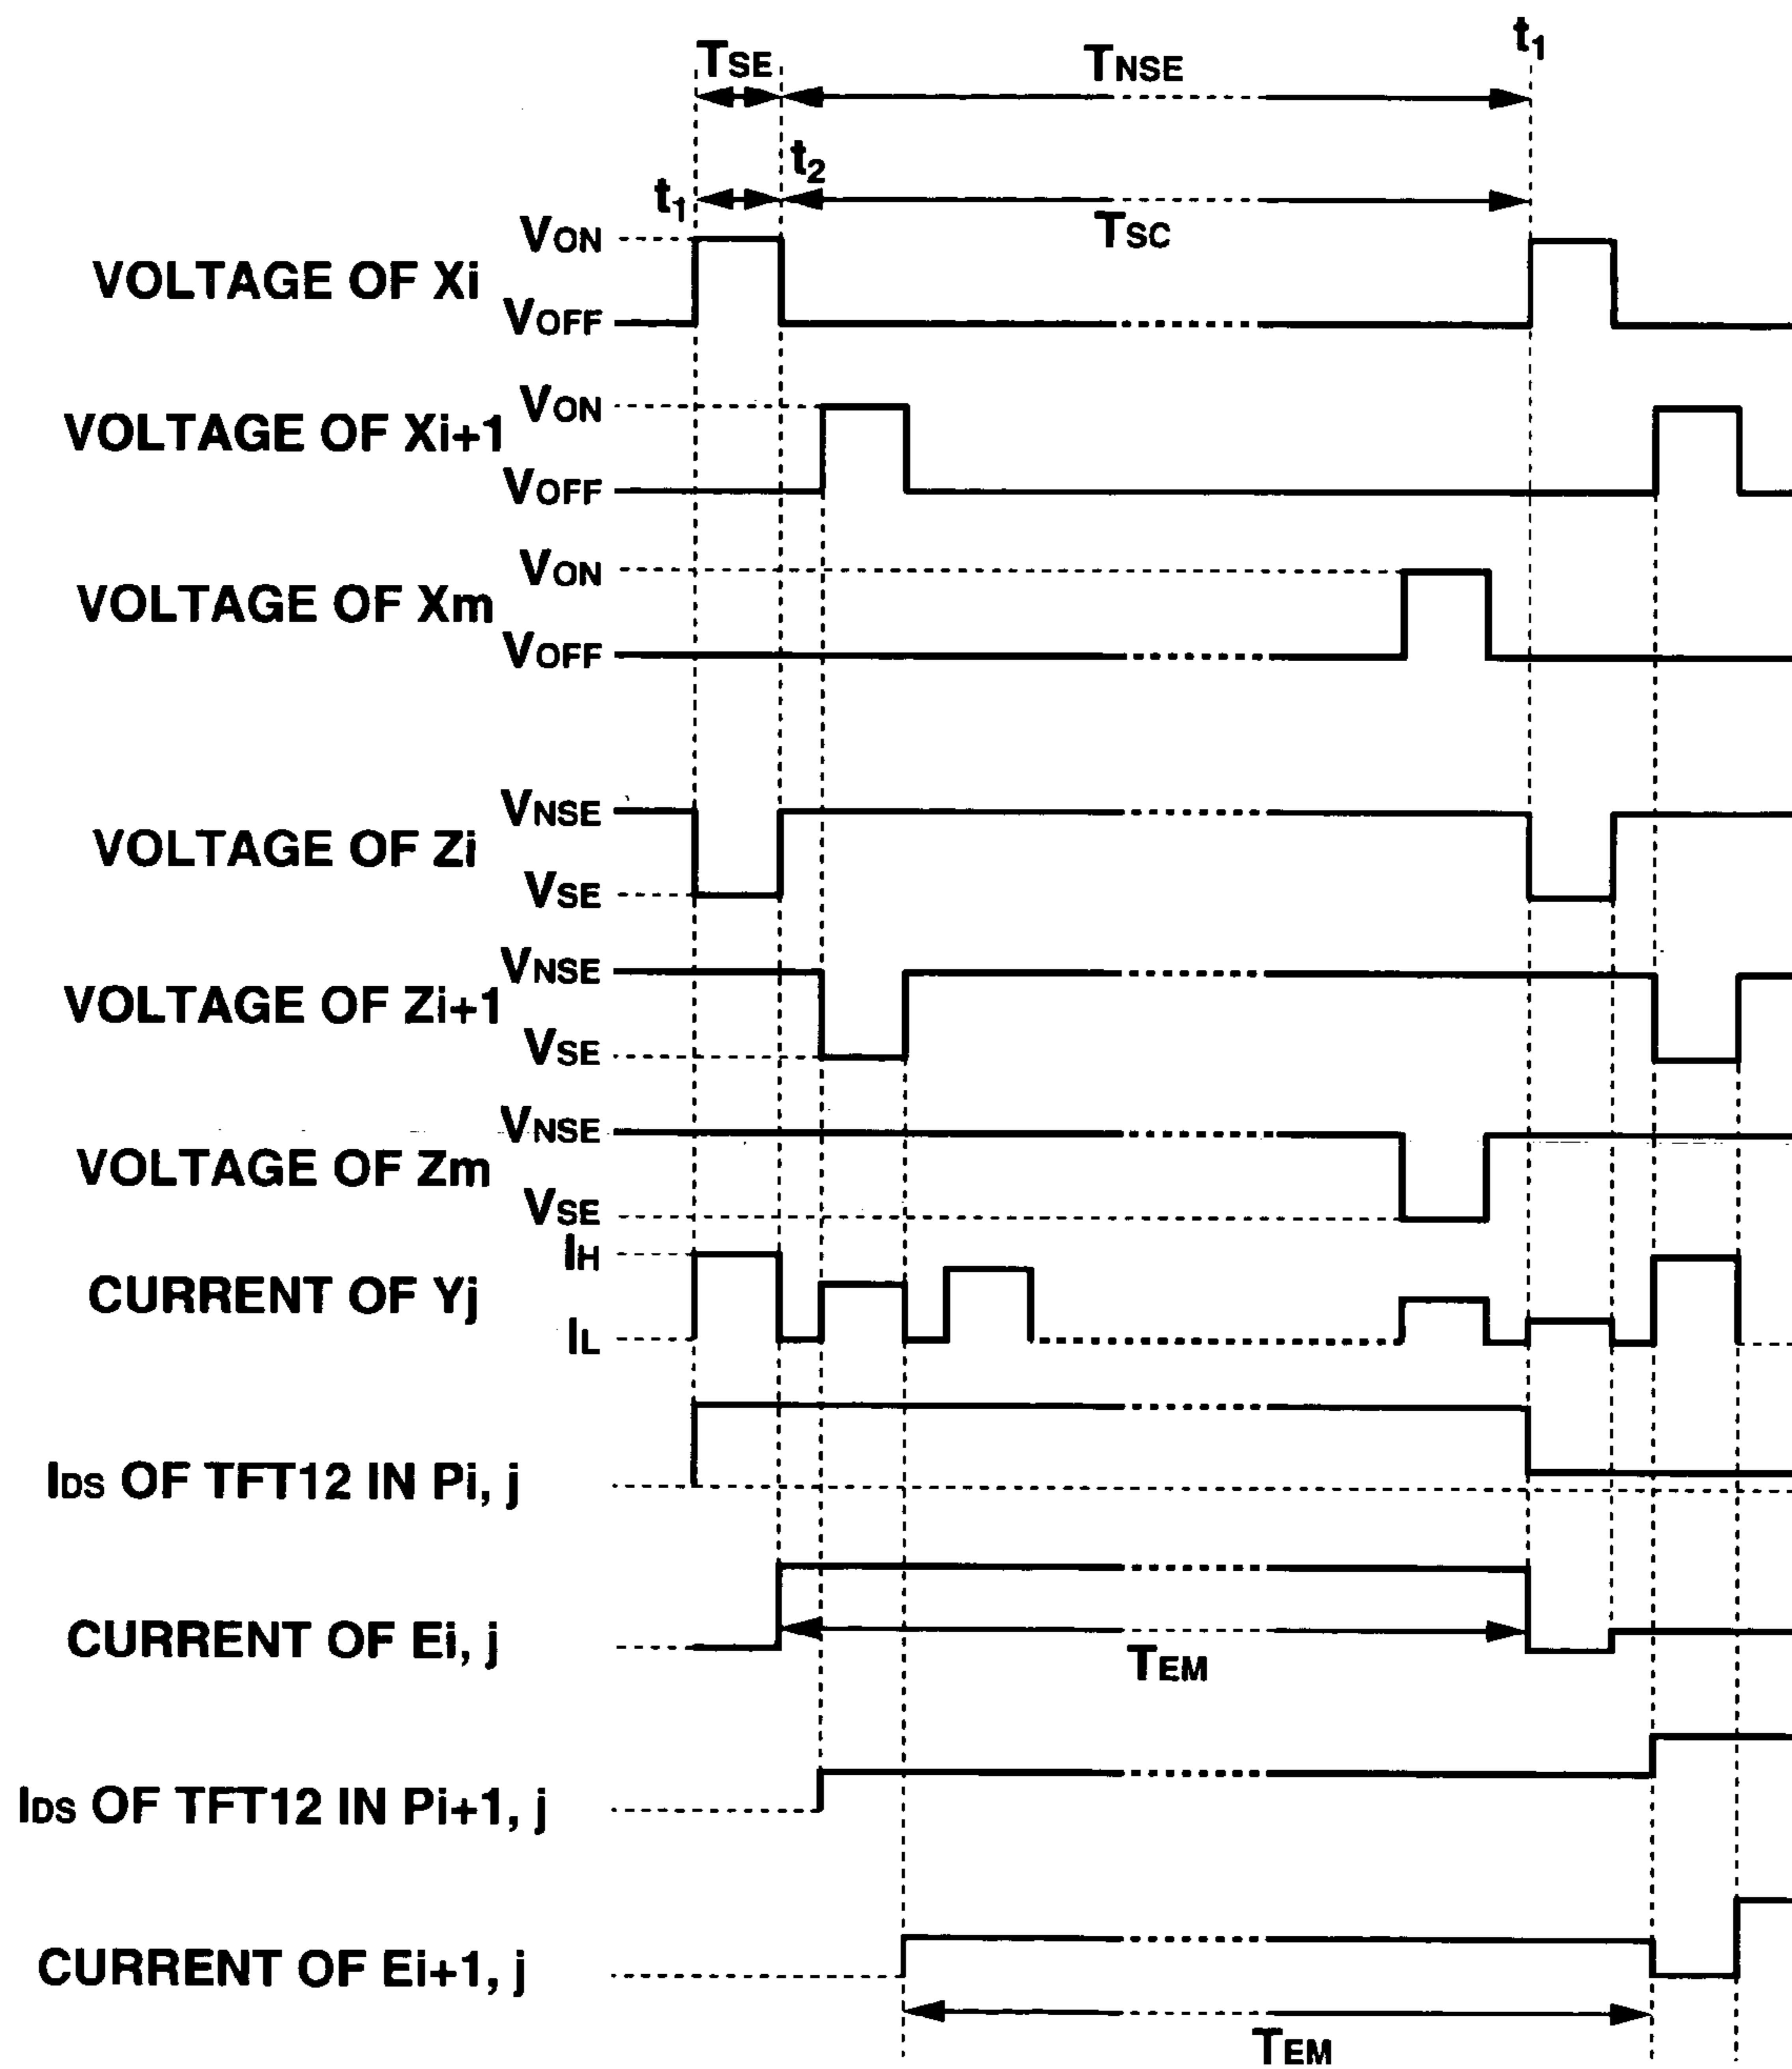 TSE
TNSE
t1
t1
t2
TSC
VOLTAGE OF Xi
VON
VOFF
VOLTAGE OF Xi+1
VON
VOFF
VOLTAGE OF Xm
VON
VOFF
VOLTAGE OF Zi
VNSE
VSE
VOLTAGE OF Zi+1
VNSE
VSE
VOLTAGE OF Zm
VNSE
VSE
CURRENT OF Yj
IH
IL
IDS OF TFT12 IN Pi, j
CURRENT OF Ei, j
TEM
IDS OF TFT12 IN Pi+1, j
CURRENT OF Ei+1, j
TEM